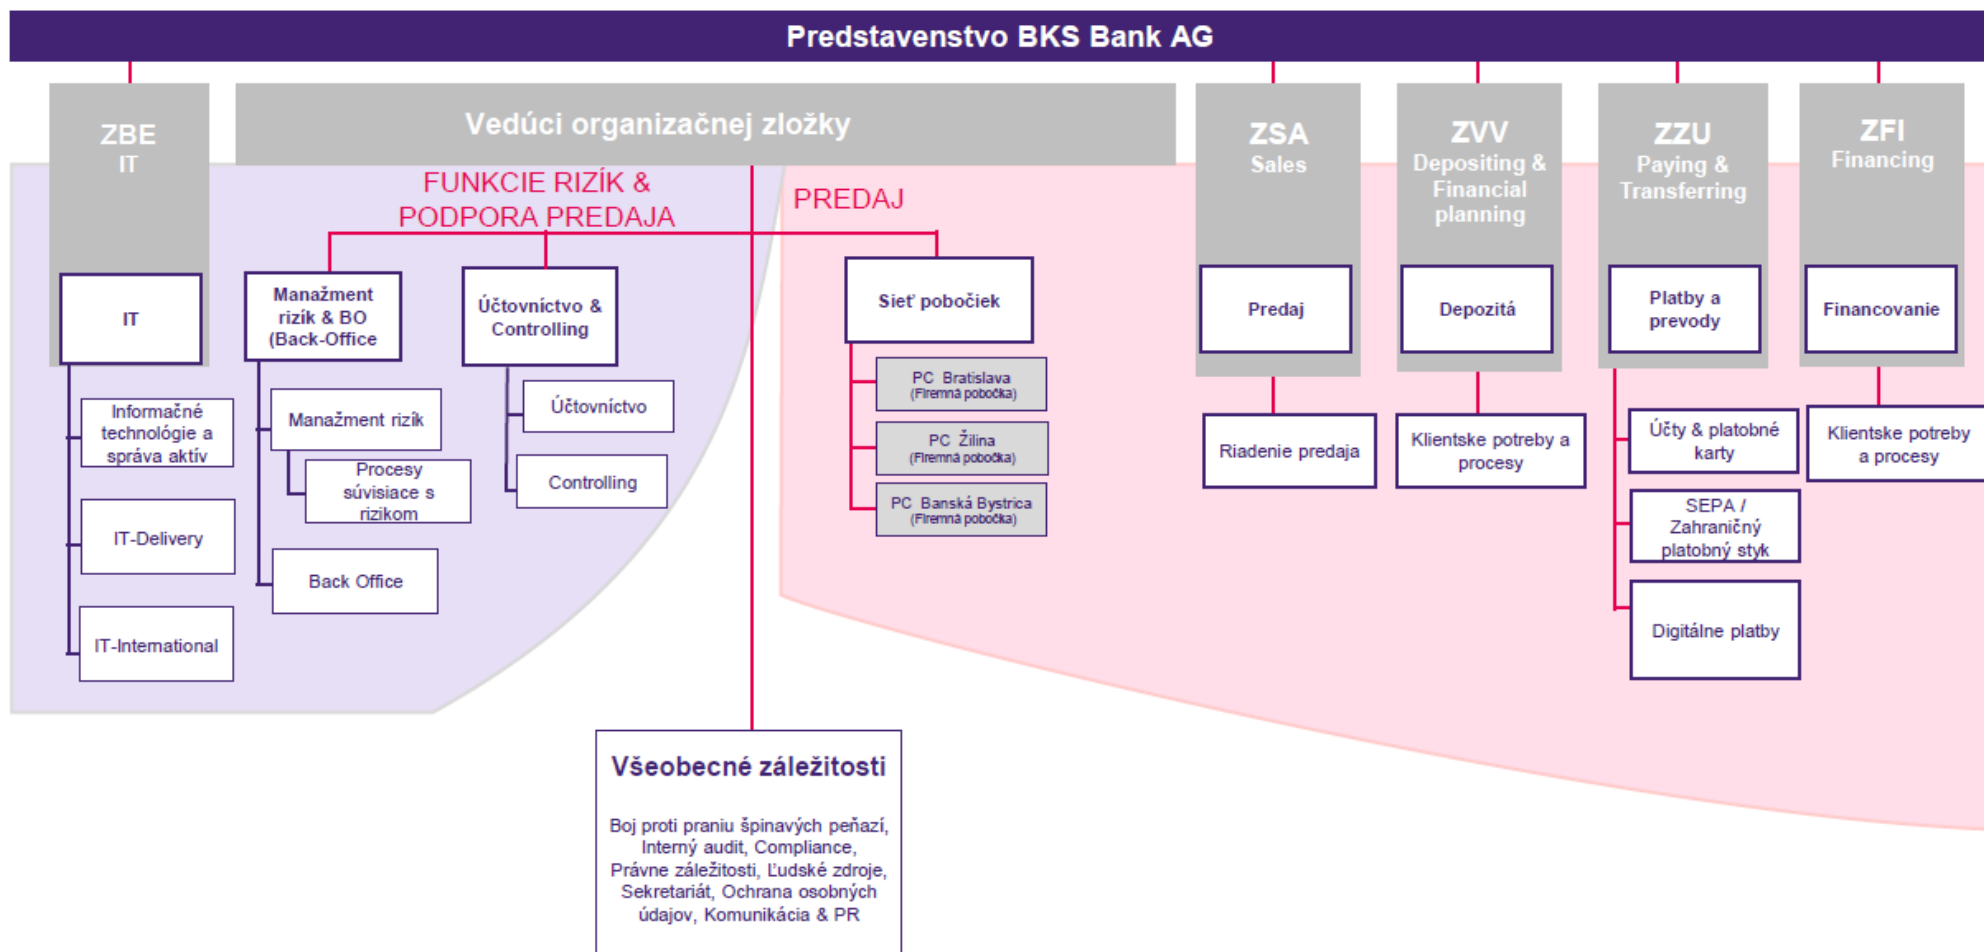 Predstavenstvo BKS Bank AG
ZBE
IT
Vedúci organizačnej zložky
ZSA
Sales
ZVV
Depositing &
Financial
planning
ZZU
Paying &
Transferring
ZFI
Financing
FUNKCIE RIZÍK &
PODPORA PREDAJA
PREDAJ
IT
Manažment
rizík & BO
(Back-Office
Účtovníctvo &
Controlling
Sieť pobočiek
Predaj
Depozitá
Platby a
prevody
Financovanie
Informačné
technológie a
správa aktív
IT-Delivery
IT-International
Manažment rizík
Procesy
súvisiace s
rizikom
Back Office
Účtovníctvo
Controlling
PC Bratislava
(Firemná pobočka)
PC Žilina
(Firemná pobočka)
PC Banská Bystrica
(Firemná pobočka)
Riadenie predaja
Klientske potreby a
procesy
Účty & platobné
karty
SEPA /
Zahraničný
platobný styk
Digitálne platby
Klientske potreby
a procesy
Všeobecné záležitosti
Boj proti praniu špinavých peňazí,
Interný audit, Compliance,
Právne záležitosti, Ľudské zdroje,
Sekretariát, Ochrana osobných
údajov, Komunikácia & PR